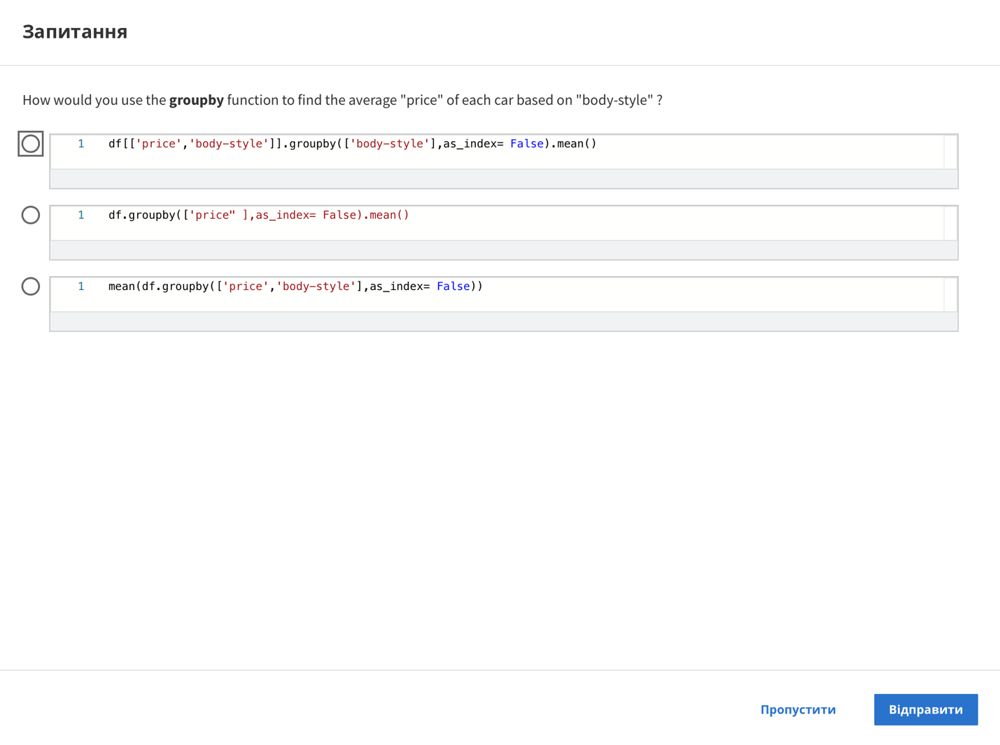 Запитання
How would you use the groupby function to find the average "price" of each car based on "body-style" ?
1 df[['price','body-style']].groupby(['body-style'],as_index= False).mean()
1 df.groupby(['price" ],as_index= False).mean()
1 mean(df.groupby(['price','body-style'],as_index= False))
Пропустити
Відправити